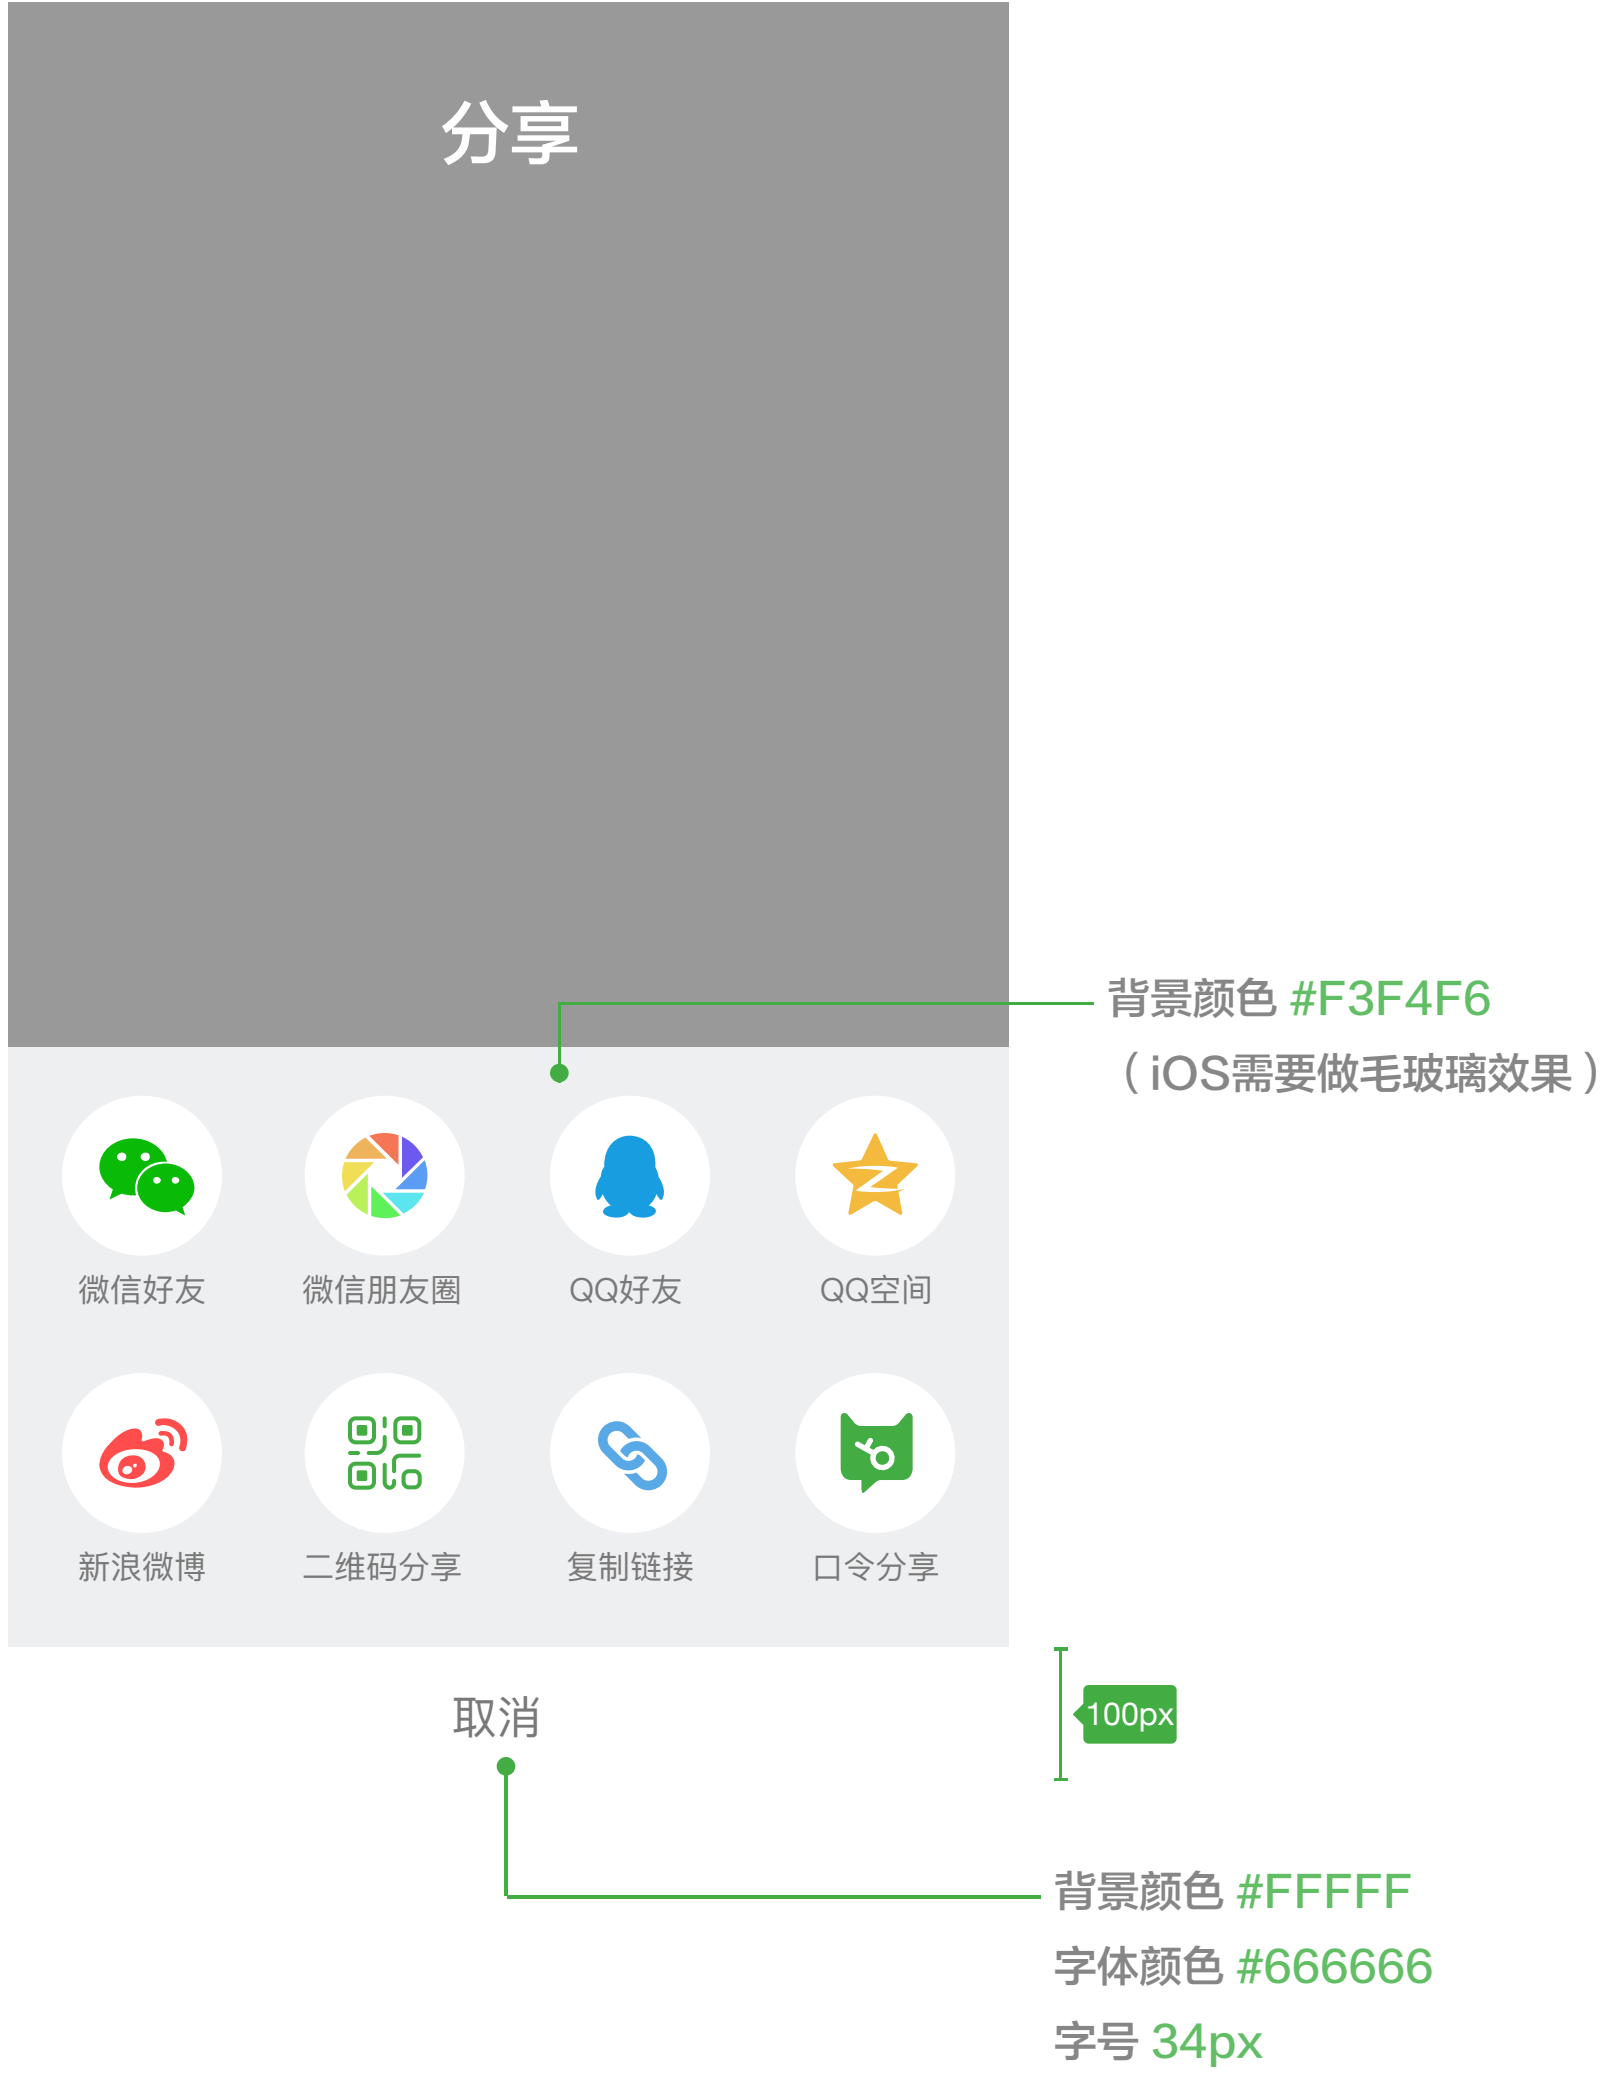 分享
背景颜色 #F3F4F6
（iOS需要做毛玻璃效果）
微信好友
微信朋友圈
QQ好友
QQ空间
新浪微博
二维码分享
复制链接
口令分享
取消
100px
背景颜色 #FFFFF
字体颜色 #666666
字号 34px